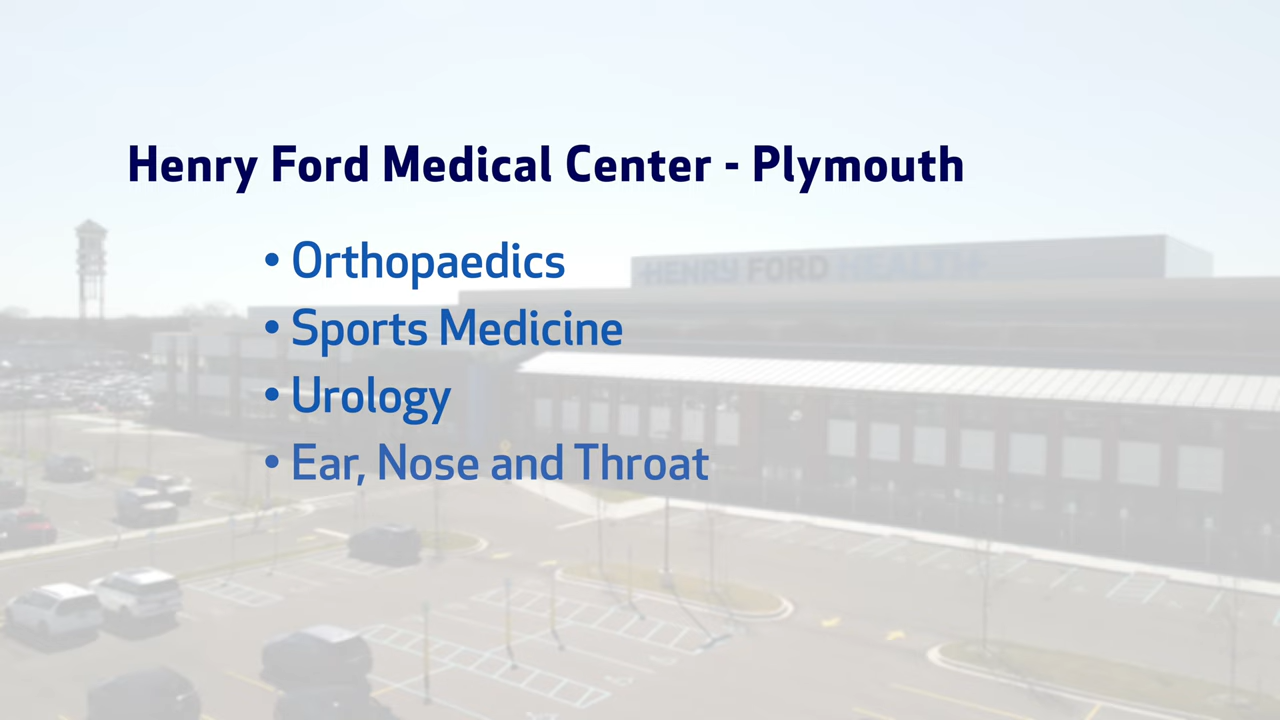 Henry Ford Medical Center - Plymouth
• Orthopaedics
HENRY FORD HEALTH
• Sports Medicine
• Urology
• Ear, Nose and Throat